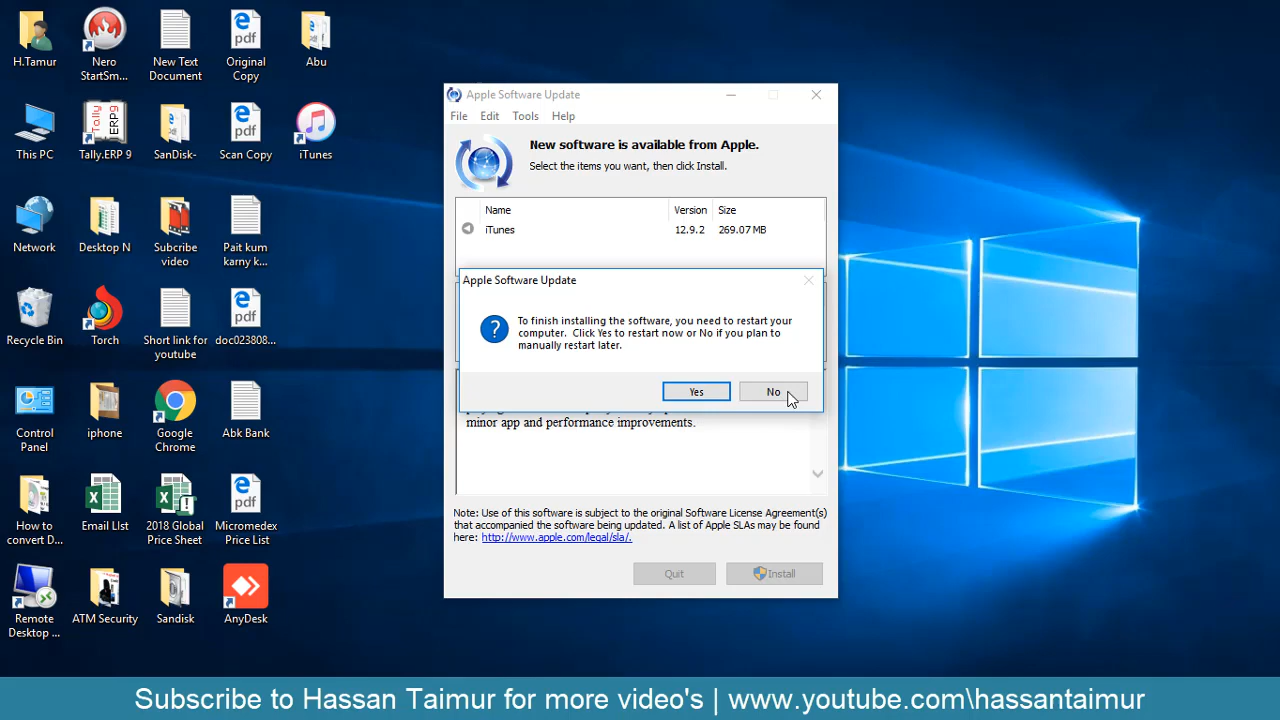 H.Tamur
Nero
StartSm...
New Text
Document
pdf
Original
Copy
Abu
This PC
Tally
ERP9
Tally.ERP 9
SanDisk-
pdf
Scan Copy
iTunes
Network
Desktop N
Subcribe
video
Pait kum
karny k...
Recycle Bin
Torch
Short link for
youtube
pdf
doc023808...
Control
Panel
iphone
Google
Chrome
Abk Bank
How to
convert D...
Email LIst
2018 Global
Price Sheet
pdf
Micromedex
Price List
Remote
Desktop ...
ATM Security
Sandisk
AnyDesk
Apple Software Update
File Edit Tools Help
New software is available from Apple.
Select the items you want, then click Install.
Name Version Size
iTunes 12.9.2 269.07 MB
Apple Software Update
To finish installing the software, you need to restart your
computer. Click Yes to restart now or No if you plan to
manually restart later.
Yes No
minor app and performance improvements.
Note: Use of this software is subject to the original Software License Agreement(s)
that accompanied the software being updated. A list of Apple SLAs may be found
here: http://www.apple.com/legal/sla/.
Quit Install
Subscribe to Hassan Taimur for more video's | www.youtube.com\hassantaimur